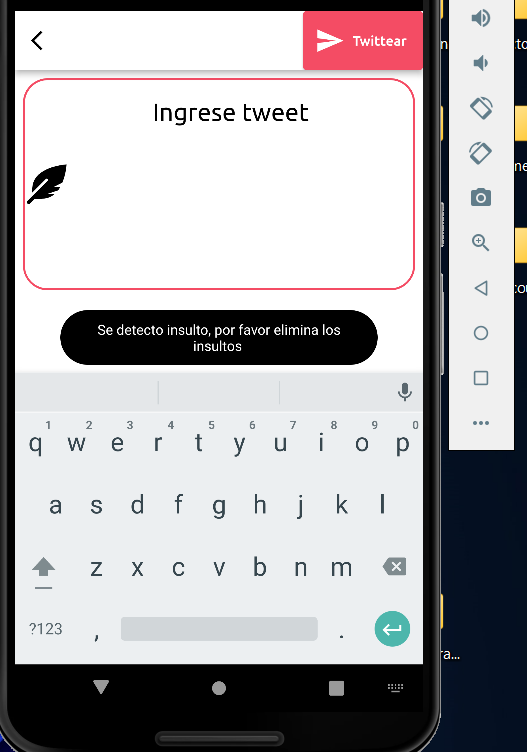 Twittear
Ingrese tweet
Se detecto insulto, por favor elimina los
insultos
1 2 3 4 5 6 7 8 9 0
q w e r t y u i o p
a s d f g h j k l
z x c v b n m
?123 , .
ra...